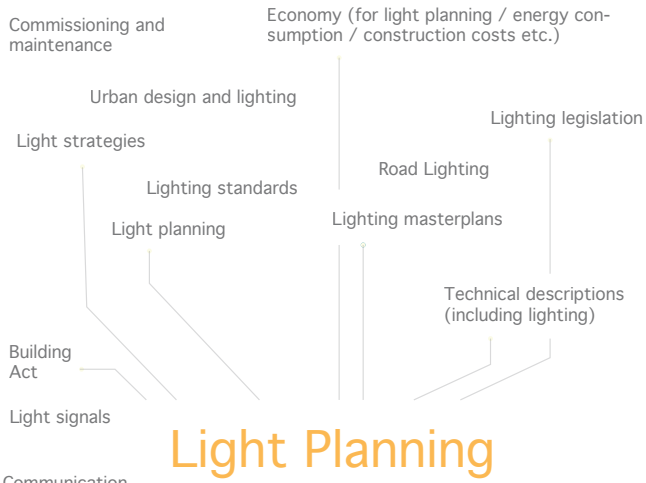 Commissioning and
maintenance
Economy (for light planning / energy con-
sumption / construction costs etc.)
Urban design and lighting
Lighting legislation
Light strategies
Road Lighting
Lighting standards
Lighting masterplans
Light planning
Technical descriptions
(including lighting)
Building
Act
Light signals
Light Planning
Communication